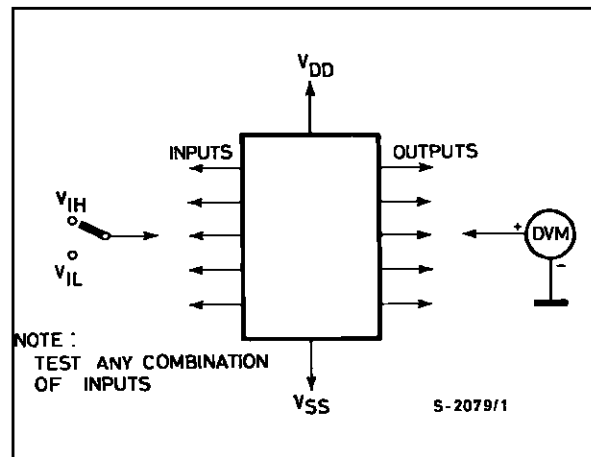 VDD
INPUTS
OUTPUTS
VIH
VIL
+
DVM
-
NOTE :
TEST ANY COMBINATION
OF INPUTS
VSS
S-2079/1